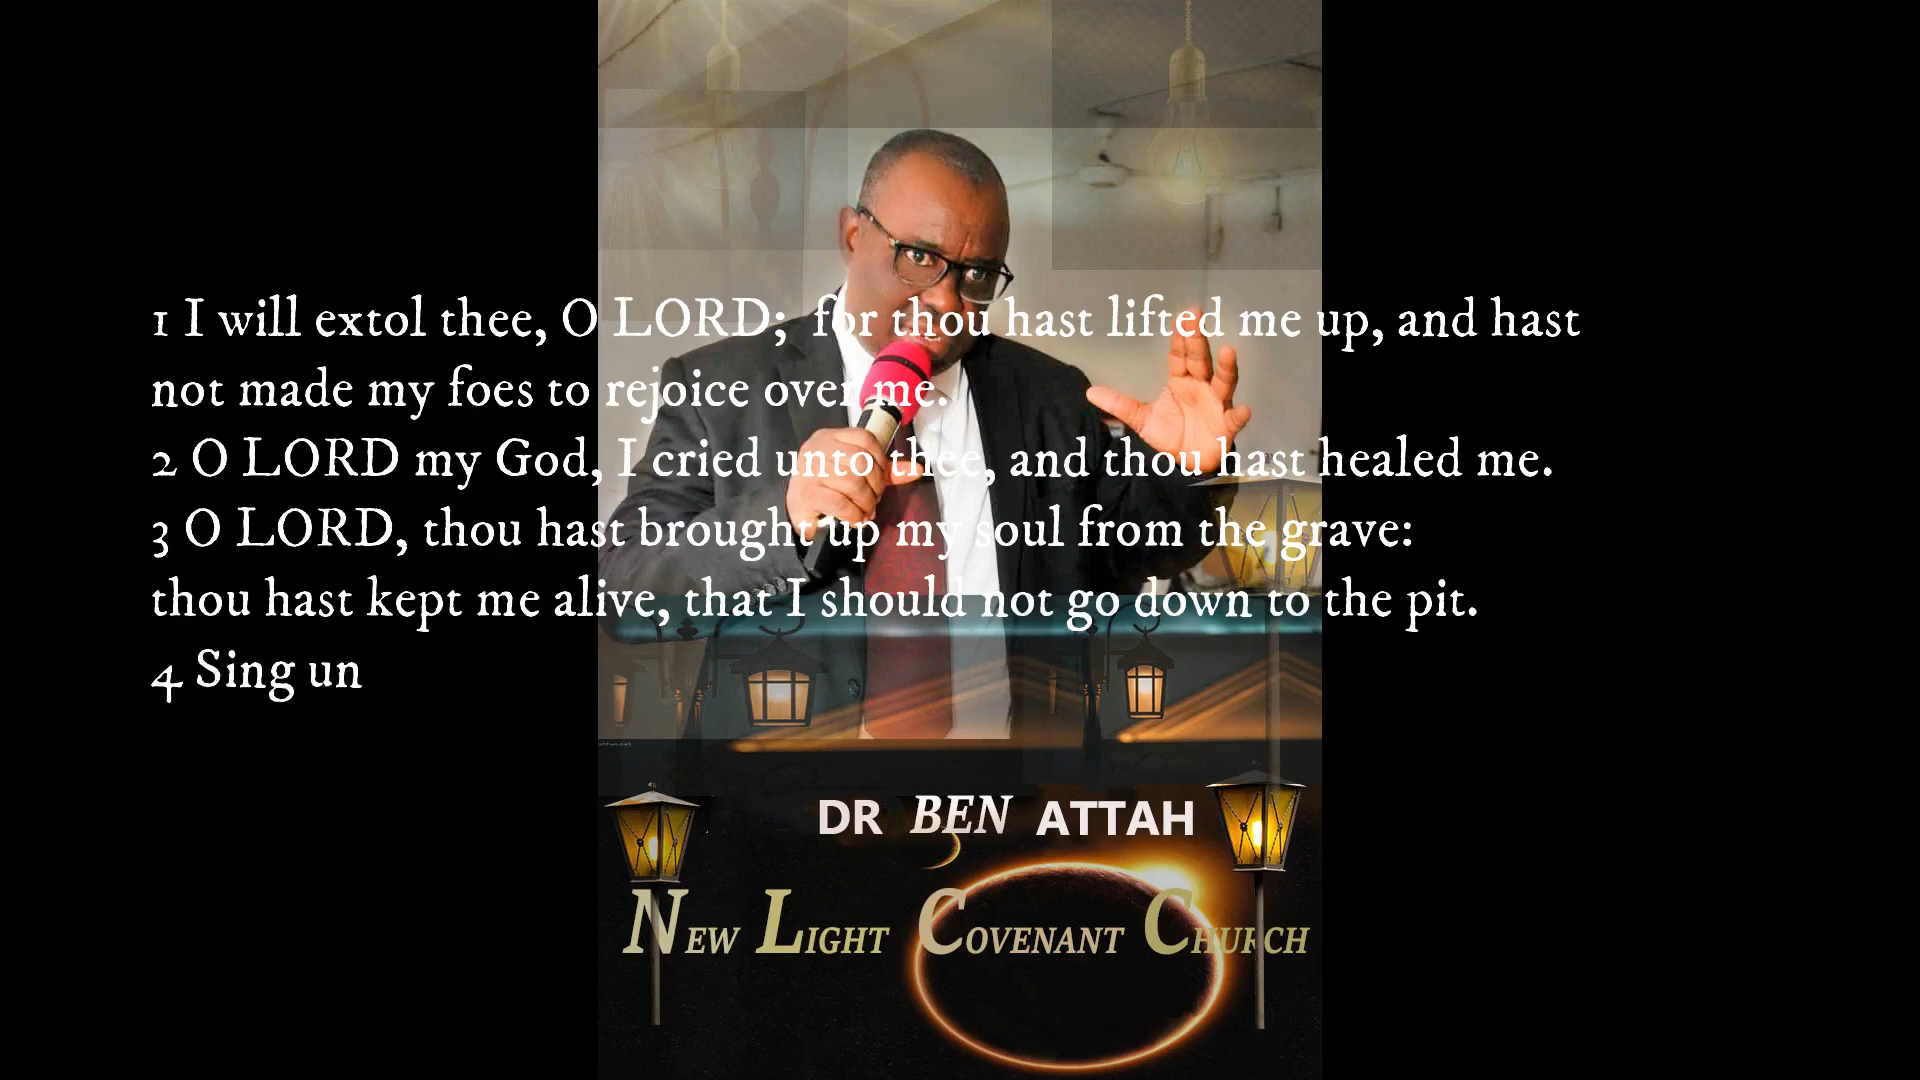 1 I will extol thee, O LORD; for thou hast lifted me up, and hast
not made my foes to rejoice over me.
2 O LORD my God, I cried unto thee, and thou hast healed me.
3 O LORD, thou hast brought up my soul from the grave:
thou hast kept me alive, that I should not go down to the pit.
4 Sing un
DR BEN ATTAH
NEW LIGHT COVENANT CHURCH